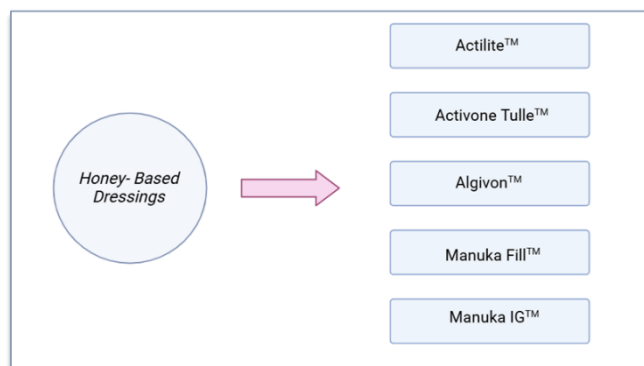 Actilite™
Activone Tulle™
Honey- Based
Dressings
Algivon™
Manuka Fill™
Manuka IG™